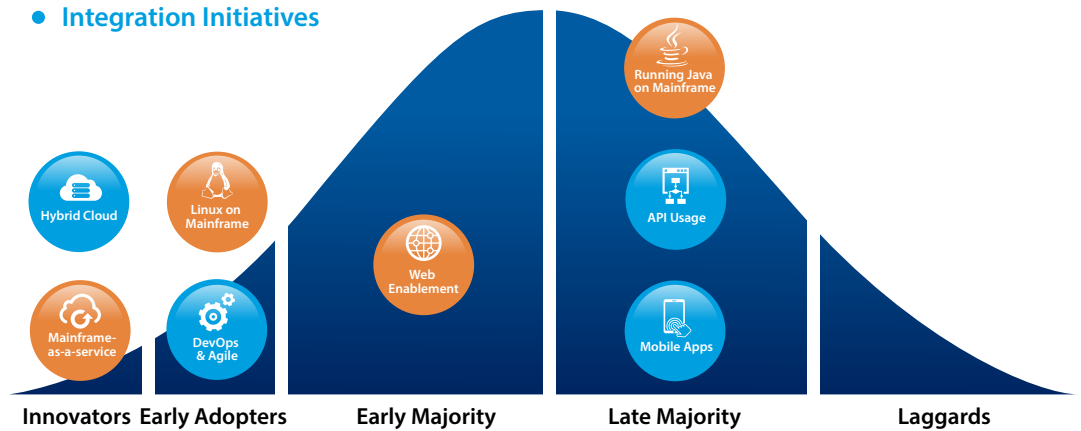 Integration Initiatives
Running Java
on Mainframe
Hybrid Cloud
Linux on
Mainframe
API Usage
Web
Enablement
Mainframe-
as-a-service
DevOps
& Agile
Mobile Apps
Innovators
Early Adopters
Early Majority
Late Majority
Laggards